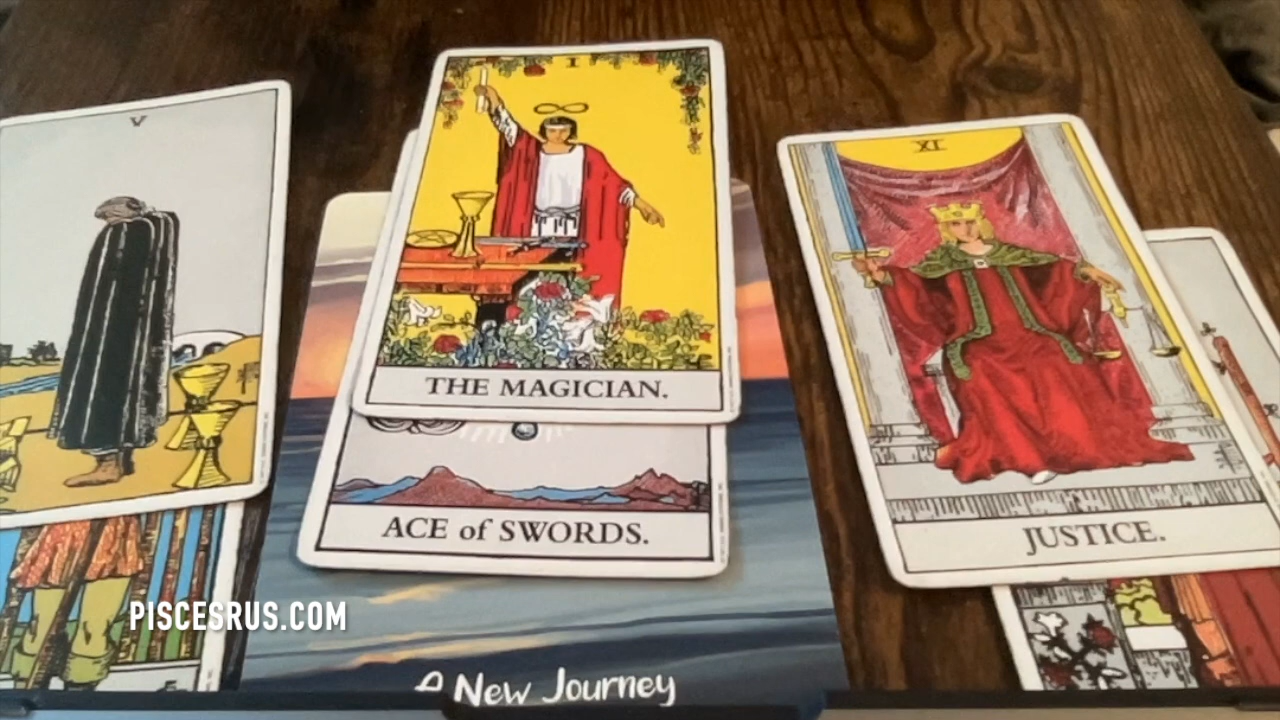 V
I
XI
THE MAGICIAN.
ACE of SWORDS.
JUSTICE.
PISCESRUS.COM
A New Journey